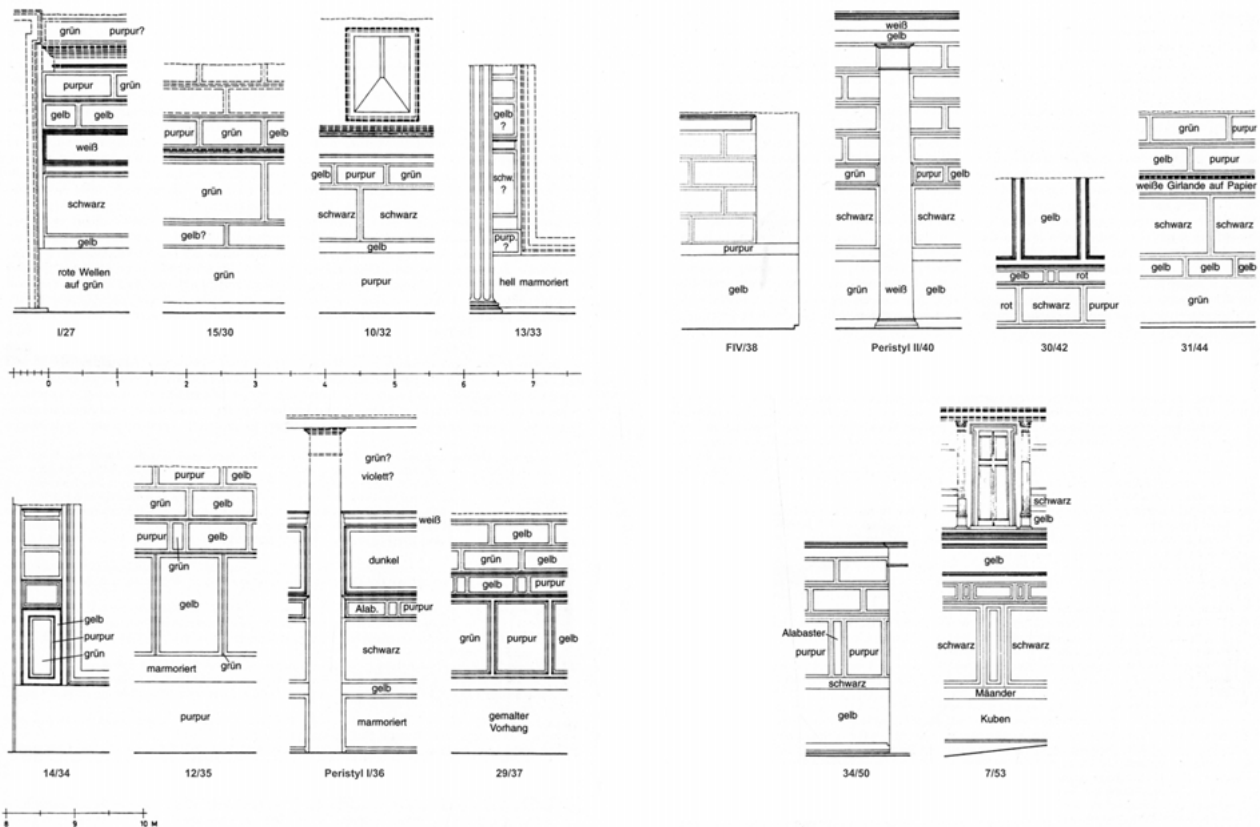 grün purpur?
purpur grün
gelb gelb
weiß
schwarz
gelb
rote Wellen
auf grün
I/27
purpur grün gelb
grün
gelb?
grün
15/30
gelb purpur grün
schwarz schwarz
gelb
purpur
10/32
gelb
?
schw.
?
purp.
?
hell marmoriert
13/33
purpur
gelb
FIV/38
weiß
gelb
grün purpur gelb
schwarz schwarz
grün weiß gelb
Peristyl II/40
gelb
gelb rot
rot schwarz purpur
30/42
grün purpur
gelb purpur
weiße Girlande auf Papier
schwarz schwarz
gelb gelb gelb
grün
31/44
0 1 2 3 4 5 6 7
gelb
purpur
grün
14/34
purpur gelb
grün gelb
purpur gelb
grün
gelb
marmoriert grün
purpur
12/35
grün?
violett?
weiß
dunkel
Alab. purpur
schwarz
gelb
marmoriert
Peristyl I/36
gelb
grün gelb
gelb purpur
grün purpur gelb
gemalter
Vorhang
29/37
Alabaster
purpur purpur
schwarz
gelb
34/50
schwarz
gelb
gelb
schwarz schwarz
Mäander
Kuben
7/53
8 9 10 M